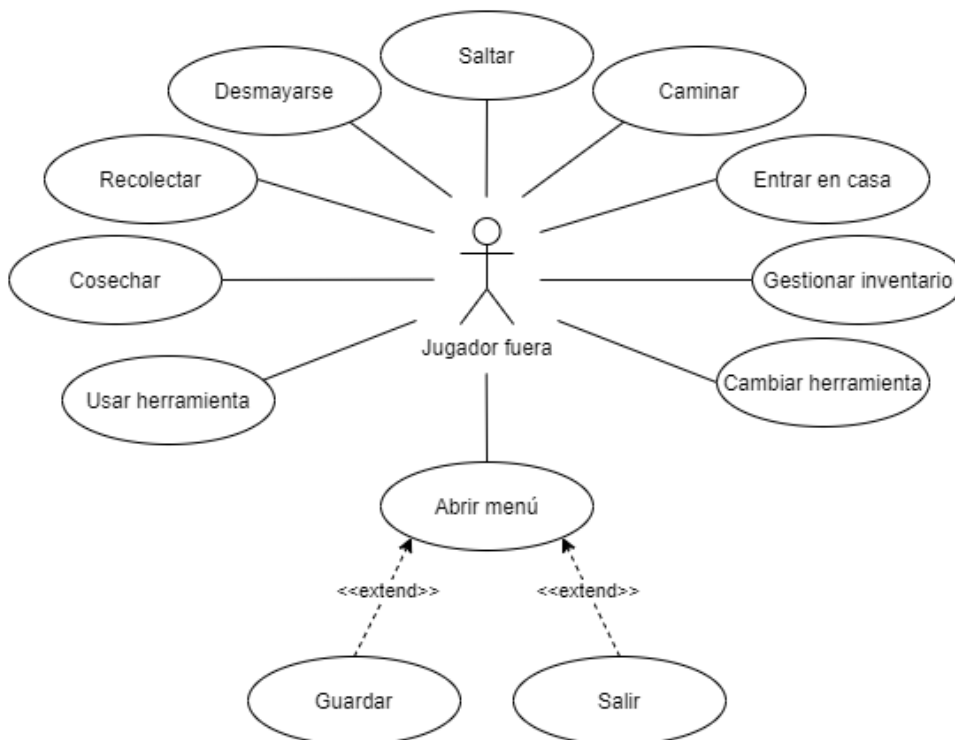 Saltar
Desmayarse
Caminar
Recolectar
Entrar en casa
Cosechar
Gestionar inventario
Jugador fuera
Usar herramienta
Cambiar herramienta
Abrir menú
<<extend>>
<<extend>>
Guardar
Salir